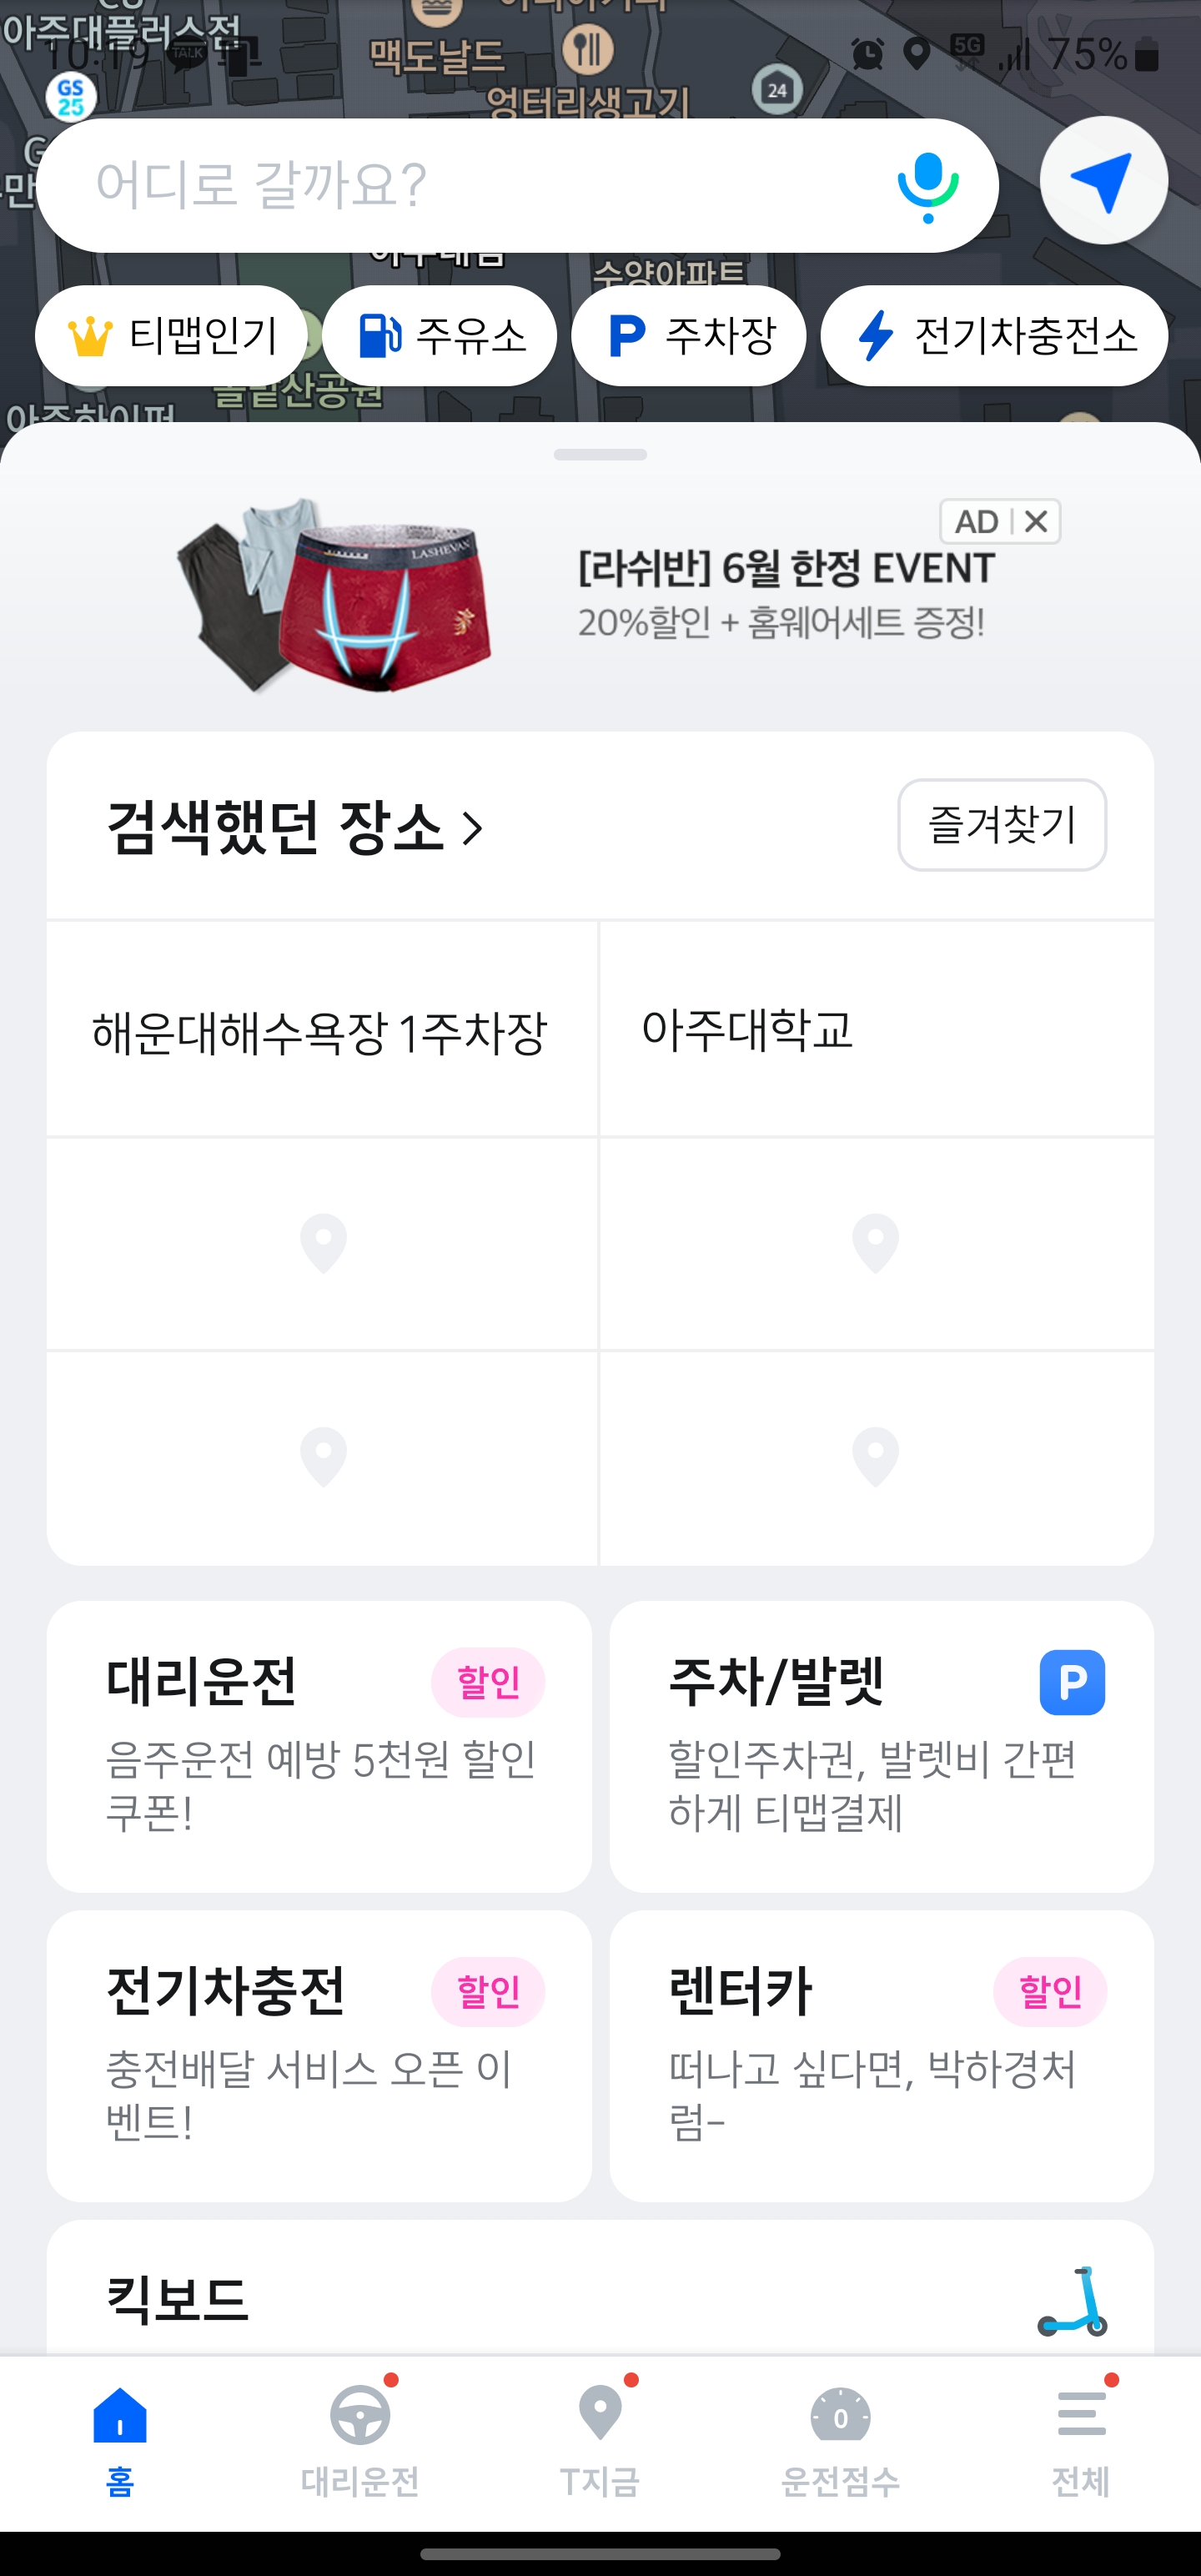 아주대플러스점
10:19
TALK
맥도날드
5G
75%
GS
25
엉터리생고기
24
어디로 갈까요?
수양아파트
티맵인기
주유소
P 주차장
전기차충전소
AD
LASHEVAN
[라쉬반] 6월 한정 EVENT
20%할인 + 홈웨어세트 증정!
검색했던 장소
즐겨찾기
해운대해수욕장 1주차장
아주대학교
대리운전
할인
음주운전 예방 5천원 할인
쿠폰!
주차/발렛
P
할인주차권, 발렛비 간편
하게 티맵결제
전기차충전
할인
충전배달 서비스 오픈 이
벤트!
렌터카
할인
떠나고 싶다면, 박하경처
럼-
킥보드
홈
대리운전
T지금
0
운전점수
전체